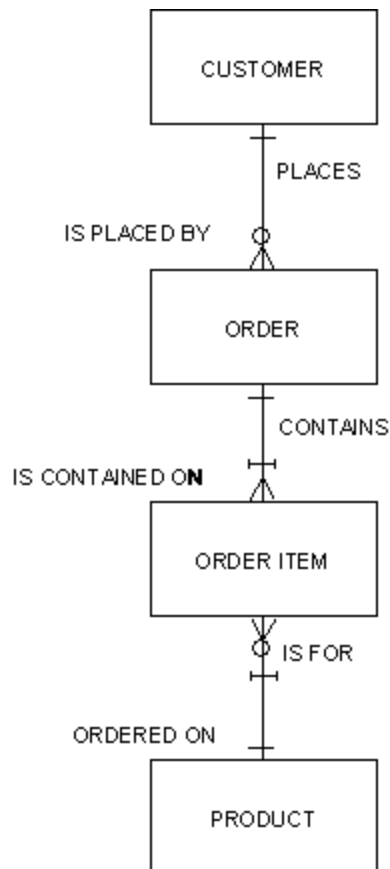 CUSTOMER
PLACES
IS PLACED BY
ORDER
CONTAINS
IS CONTAINED ON
ORDER ITEM
IS FOR
ORDERED ON
PRODUCT